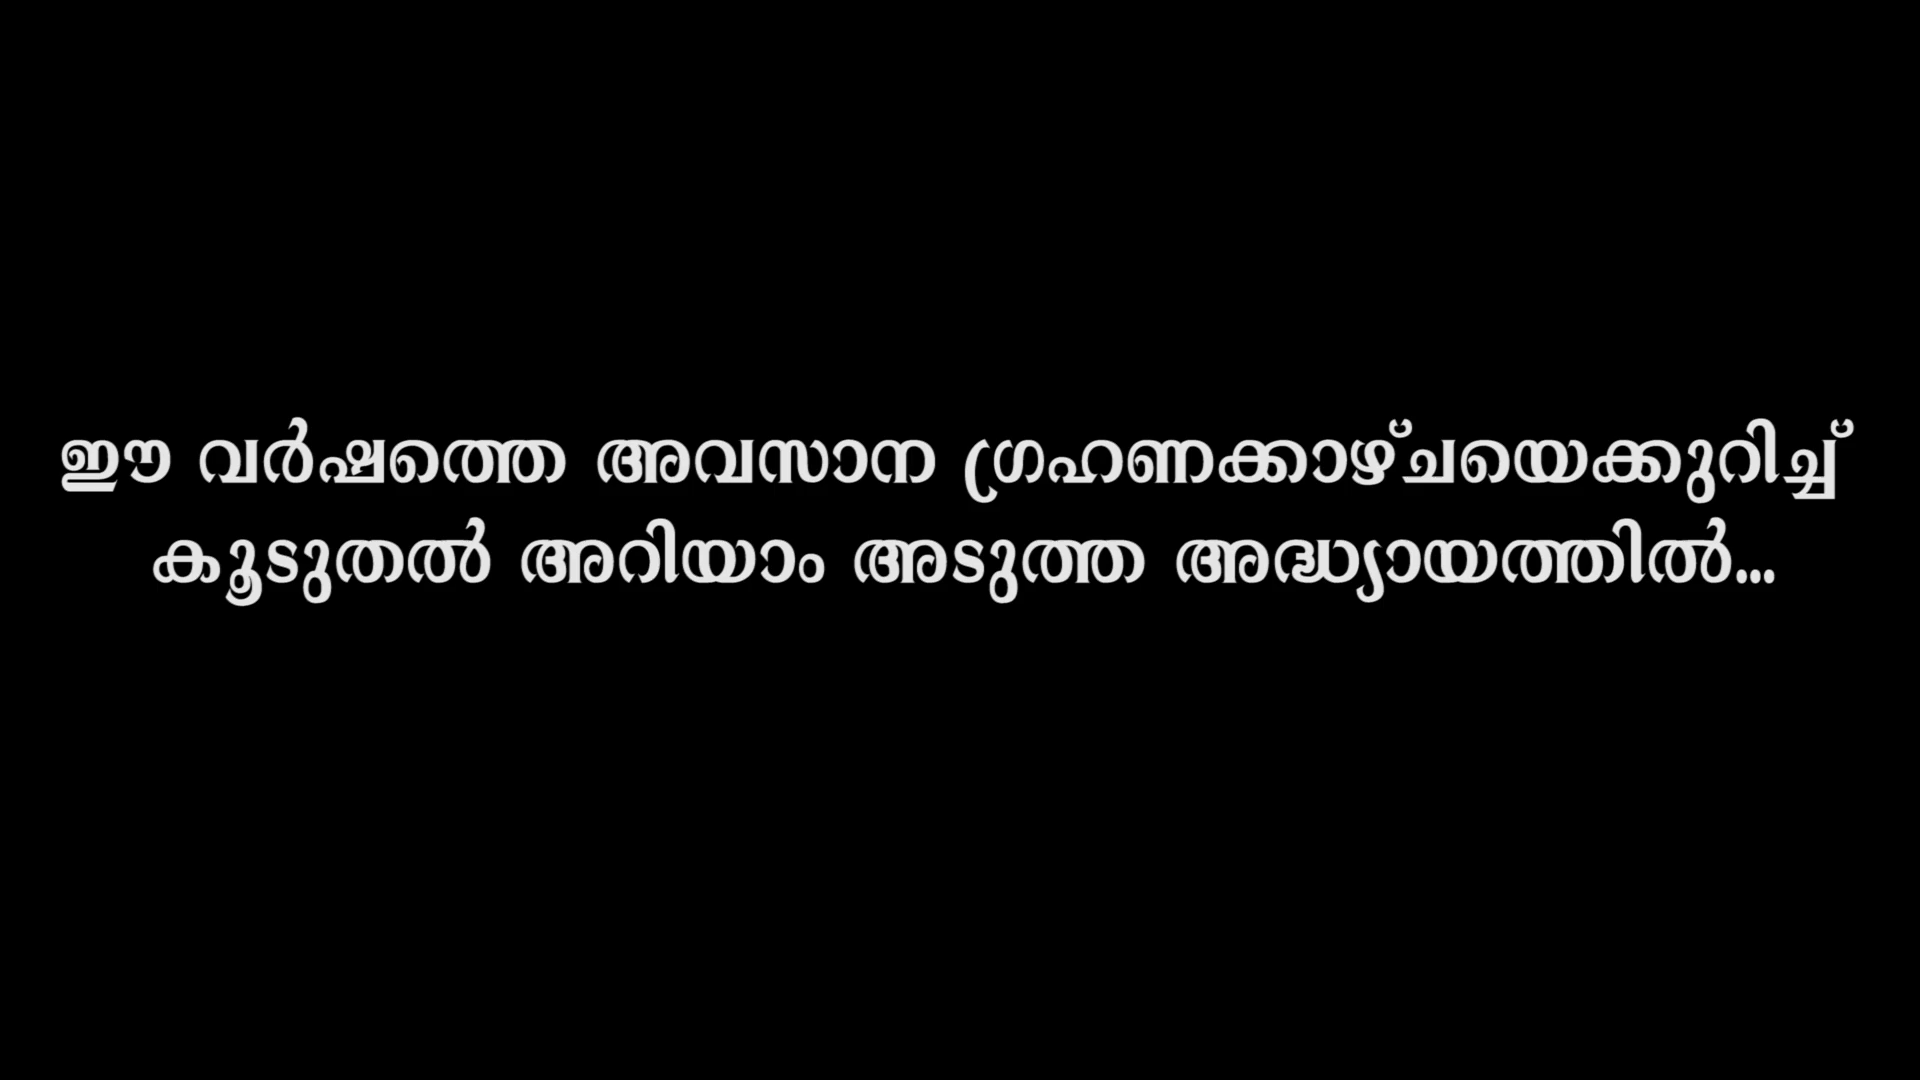 ഈ വർഷത്തെ അവസാന ഗ്രഹണക്കാഴ്ചയെക്കുറിച്ച്
കൂടുതൽ അറിയാം അടുത്ത അദ്ധ്യായത്തിൽ...